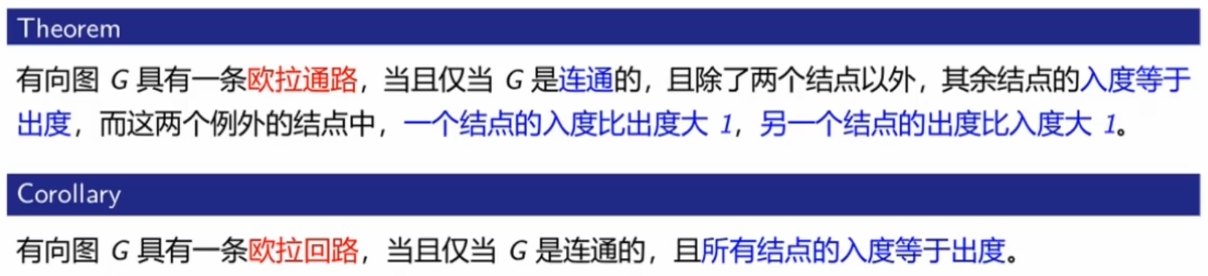 Theorem
有向图 G 具有一条欧拉通路，当且仅当 G 是连通的，且除了两个结点以外，其余结点的入度等于
出度，而这两个例外的结点中，一个结点的入度比出度大 1，另一个结点的出度比入度大 1。
Corollary
有向图 G 具有一条欧拉回路，当且仅当 G 是连通的，且所有结点的入度等于出度。